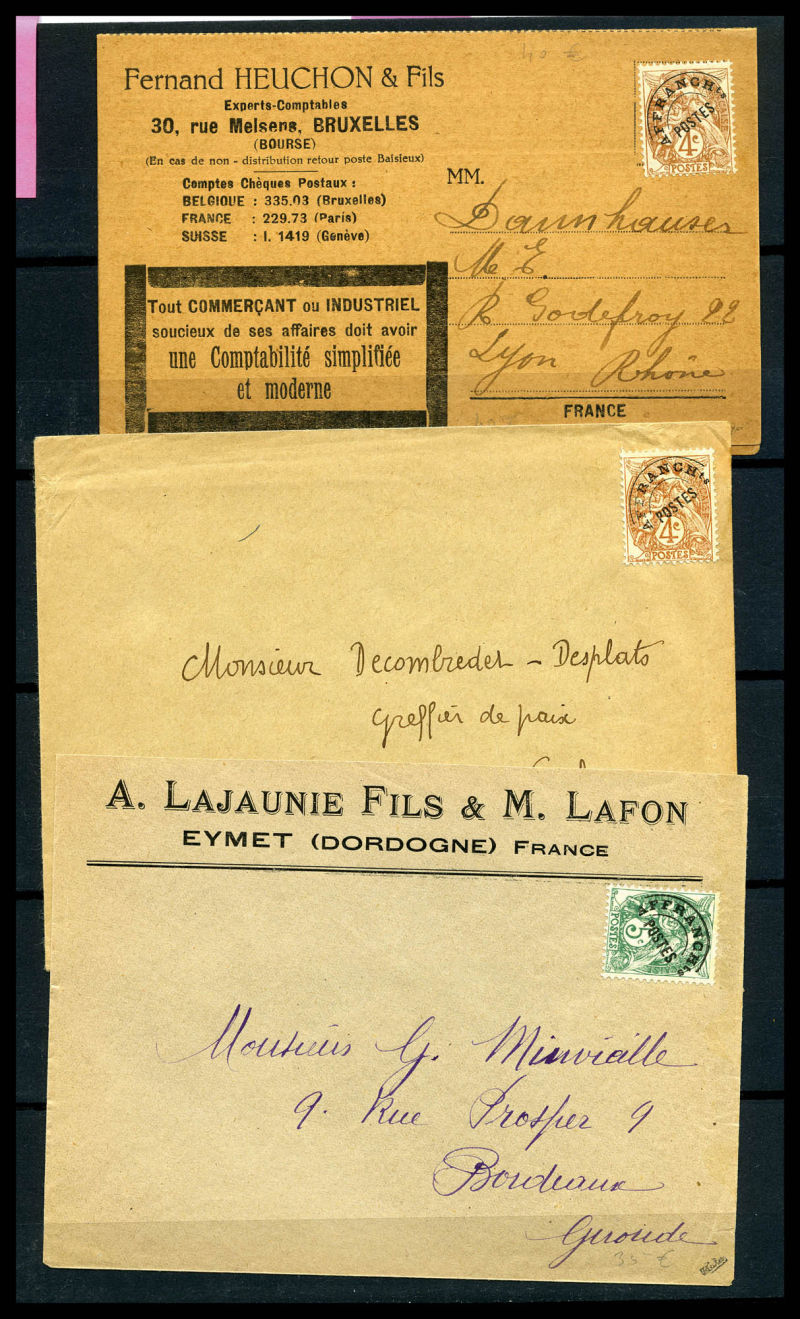 40 €
Fernand HEUCHON & Fils
Experts-Comptables
30, rue Melsens, BRUXELLES
(BOURSE)
(En cas de non - distribution retour poste Baisieux)
Comptes Chèques Postaux :
BELGIQUE : 335.03 (Bruxelles)
FRANCE : 229.73 (Paris)
SUISSE : I. 1419 (Genève)
Tout COMMERÇANT ou INDUSTRIEL
soucieux de ses affaires doit avoir
une Comptabilité simplifiée
et moderne
AFFRANCHts
POSTES
4c
POSTES
MM.
Dannhauser
M E.
R Godefroy 22
Lyon Rhône
FRANCE
AFFRANCHts
POSTES
4c
POSTES
Monsieur Decombredet - Desplats
Greffier de paix
A. LAJAUNIE FILS & M. LAFON
EYMET (DORDOGNE) FRANCE
AFFRANCHts
POSTES
5c
POSTES
Monsieur G. Minvialle
9. Rue Prosper 9
Bordeaux
Gironde
35 €